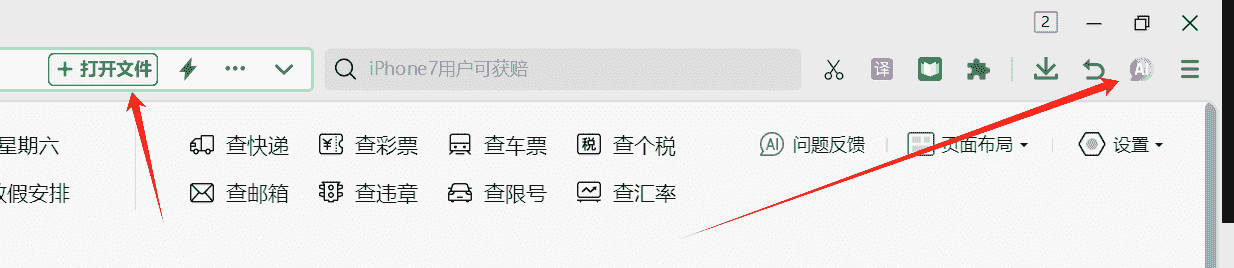 2
+ 打开文件 iPhone7用户可获赔 译 AI
星期六 查快递 查彩票 查车票 税 查个税 AI 问题反馈 页面布局 设置
放假安排 查邮箱 查违章 查限号 查汇率